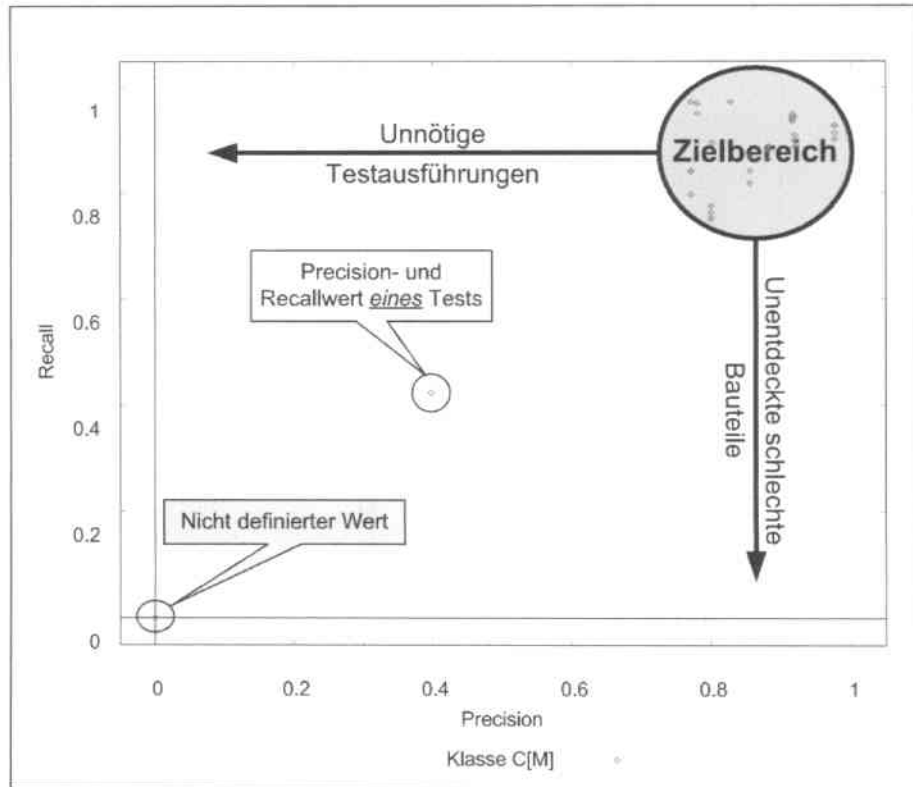 1
0.8
0.6
0.4
0.2
0
Recall
Unnötige
Testausführungen
Zielbereich
Precision- und
Recallwert eines Tests
Unentdeckte schlechte
Bauteile
Nicht definierter Wert
0
0.2
0.4
0.6
0.8
1
Precision
Klasse C[M]